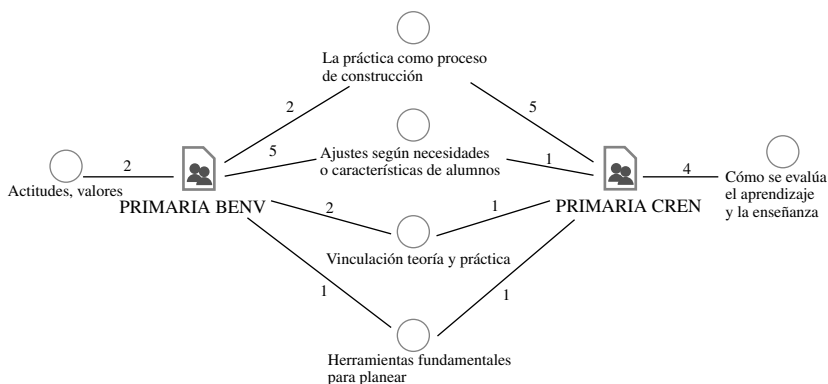 La práctica como proceso
de construcción
2
5
5
Ajustes según necesidades
o características de alumnos
1
2
Actitudes, valores
PRIMARIA BENV
4
PRIMARIA CREN
Cómo se evalúa
el aprendizaje
y la enseñanza
2
1
Vinculación teoría y práctica
1
1
Herramientas fundamentales
para planear